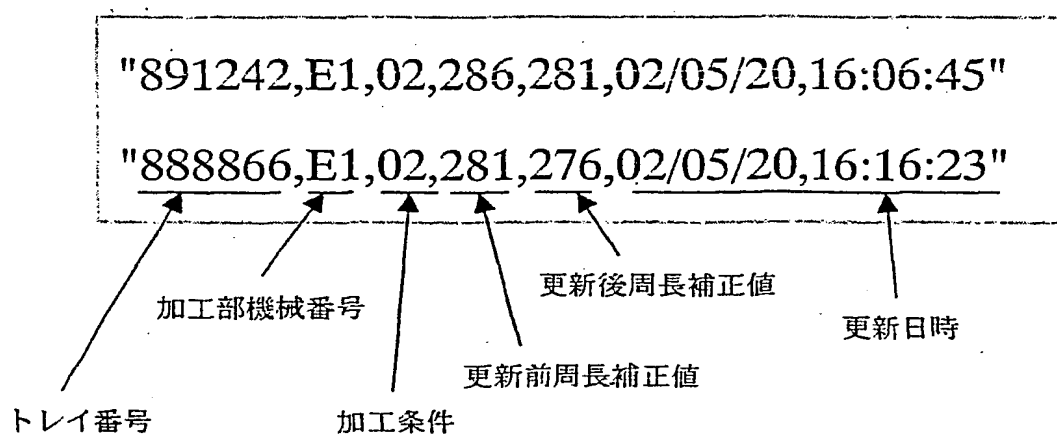 "891242,E1,02,286,281,02/05/20,16:06:45"
"888866,E1,02,281,276,02/05/20,16:16:23"
更新後周長補正値
加工部機械番号
更新日時
更新前周長補正値
トレイ番号
加工条件